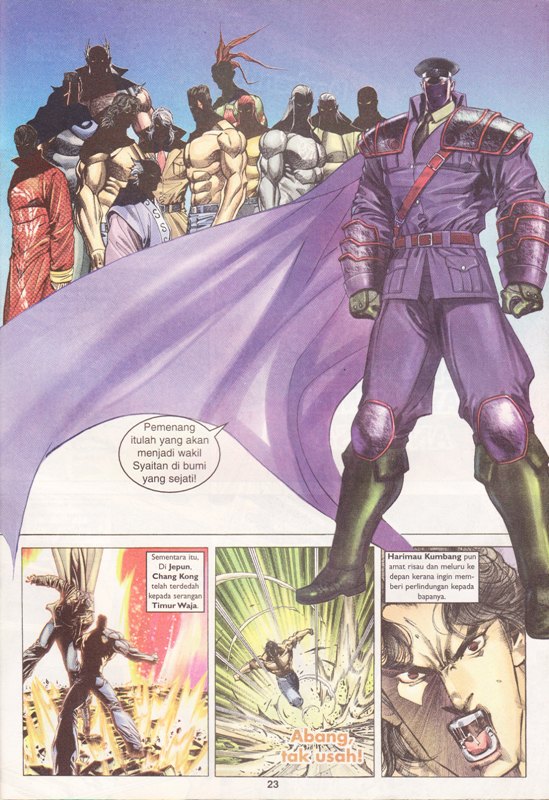 Pemenang
itulah yang akan
menjadi wakil
Syaitan di bumi
yang sejati!
Sementara itu,
Di Jepun,
Chang Kong
telah terdedah
kepada serangan
Timur Waja.
Abang
tak usah!
Harimau Kumbang pun
amat risau dan meluru ke
depan kerana ingin mem-
beri perlindungan kepada
bapanya.
23